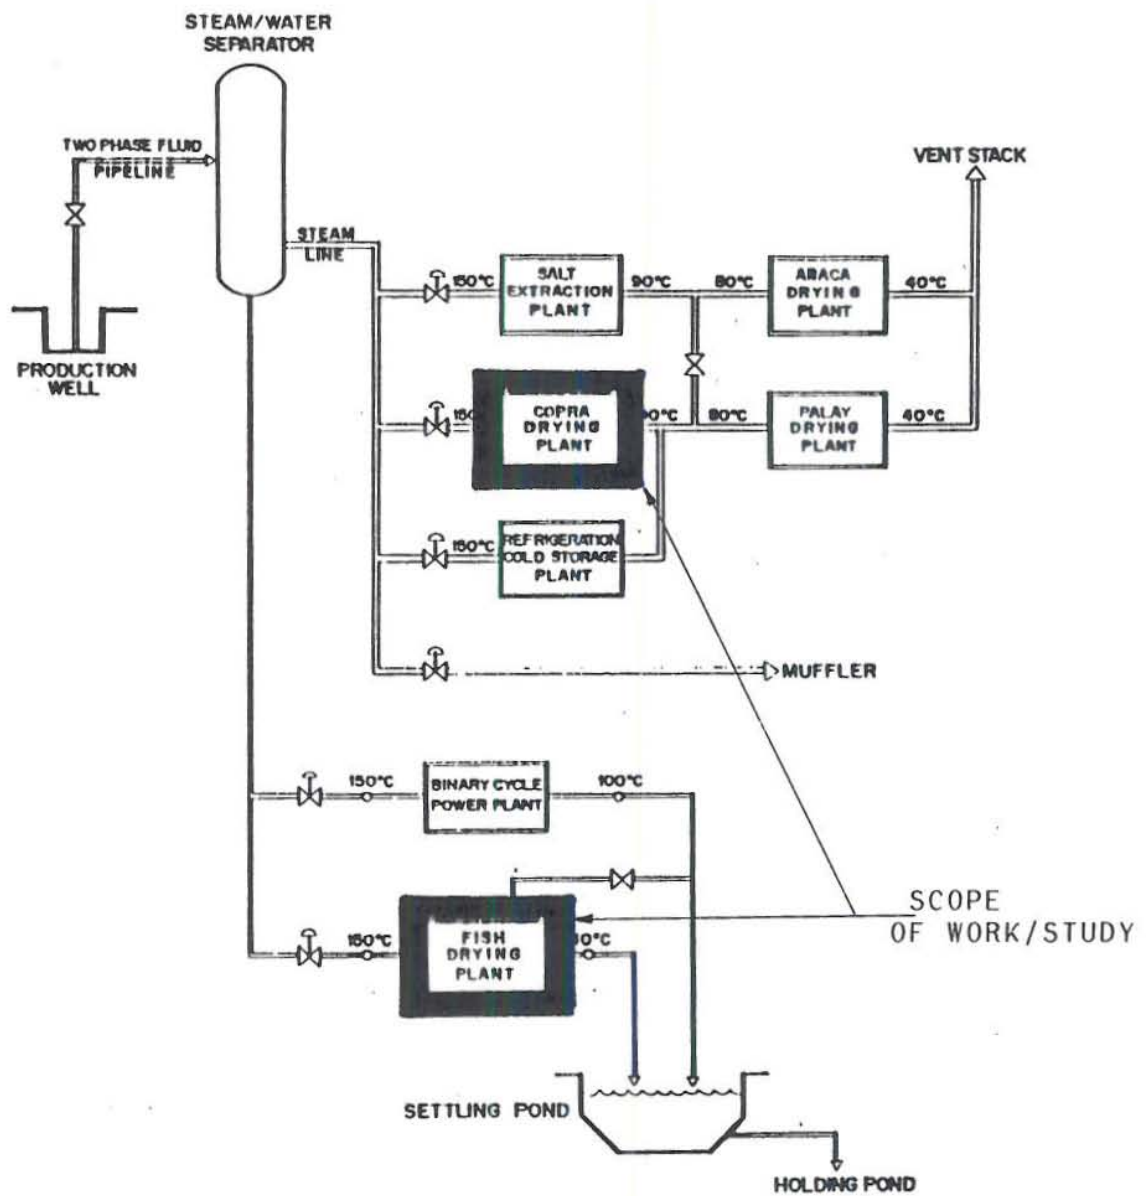 STEAM/WATER
SEPARATOR
TWO PHASE FLUID
PIPELINE
VENT STACK
STEAM
LINE
PRODUCTION
WELL
150°C
SALT
EXTRACTION
PLANT
90°C
80°C
ABACA
DRYING
PLANT
40°C
COPRA
DRYING
PLANT
80°C
PALAY
DRYING
PLANT
40°C
150°C
REFRIGERATION
COLD STORAGE
PLANT
MUFFLER
150°C
BINARY CYCLE
POWER PLANT
100°C
SCOPE
OF WORK/STUDY
150°C
FISH
DRYING
PLANT
SETTLING POND
HOLDING POND